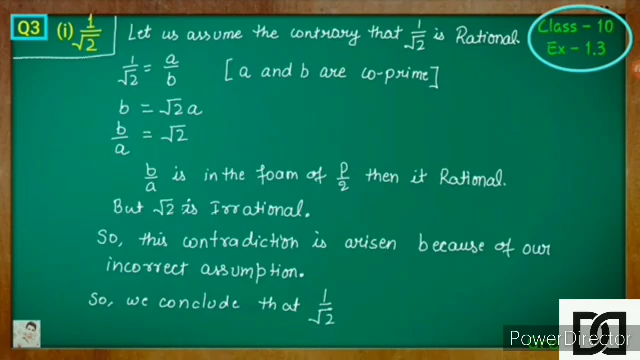 Q3 (i) 1/√2 Let us assume the contrary that 1/√2 is Rational.
Class - 10
Ex - 1.3
1/√2 = a/b [a and b are co-prime]
b = √2 a
b/a = √2
b/a is in the foam of P/2 then it Rational.
But √2 is Irrational.
So, this contradiction is arisen because of our
incorrect assumption.
So, we conclude that 1/√2
PowerDirector